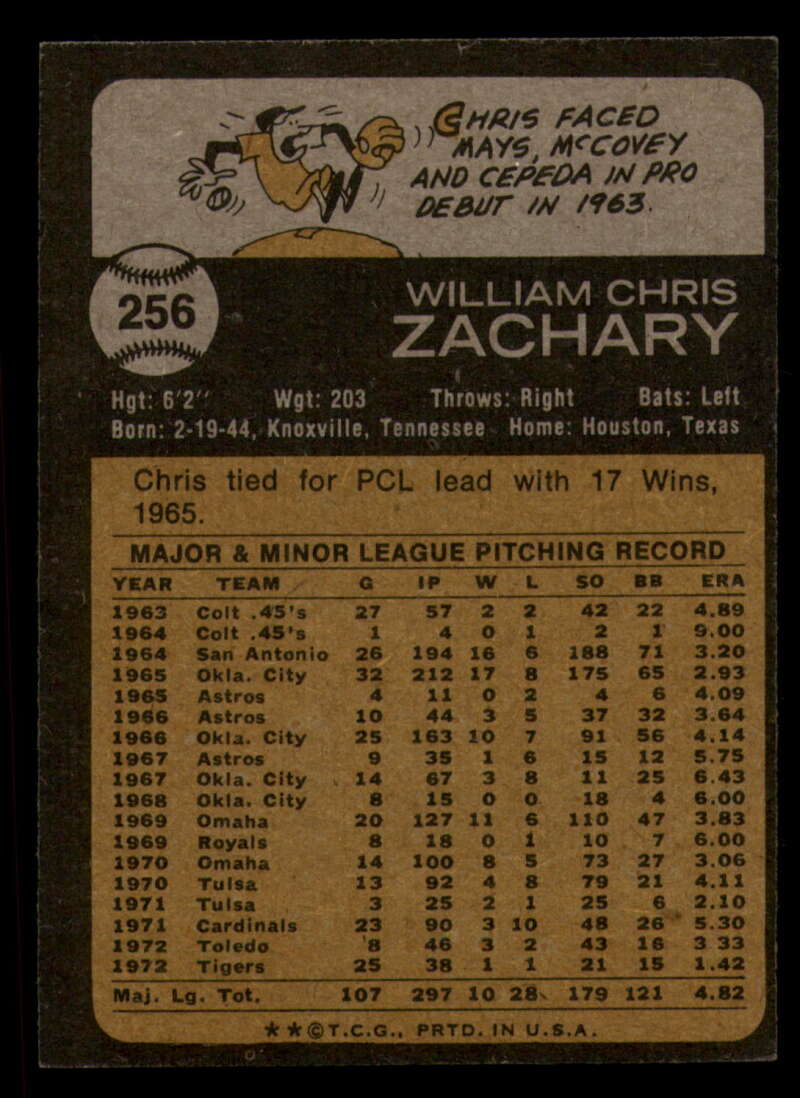 CHRIS FACED
MAYS, McCOVEY
AND CEPEDA IN PRO
DEBUT IN 1963.
256
WILLIAM CHRIS
ZACHARY
Hgt: 6'2" Wgt: 203 Throws: Right Bats: Left
Born: 2-19-44, Knoxville, Tennessee Home: Houston, Texas
Chris tied for PCL lead with 17 Wins,
1965.
MAJOR & MINOR LEAGUE PITCHING RECORD
YEAR TEAM G IP W L SO BB ERA
1963 Colt .45's 27 57 2 2 42 22 4.89
1964 Colt .45's 1 4 0 1 2 1 9.00
1964 San Antonio 26 194 16 6 188 71 3.20
1965 Okla. City 32 212 17 8 175 65 2.93
1965 Astros 4 11 0 2 4 6 4.09
1966 Astros 10 44 3 5 37 32 3.64
1966 Okla. City 25 163 10 7 91 56 4.14
1967 Astros 9 35 1 6 15 12 5.75
1967 Okla. City 14 67 3 8 11 25 6.43
1968 Okla. City 8 15 0 0 18 4 6.00
1969 Omaha 20 127 11 6 110 47 3.83
1969 Royals 8 18 0 1 10 7 6.00
1970 Omaha 14 100 8 5 73 27 3.06
1970 Tulsa 13 92 4 8 79 21 4.11
1971 Tulsa 3 25 2 1 25 6 2.10
1971 Cardinals 23 90 3 10 48 26 5.30
1972 Toledo 8 46 3 2 43 16 3 33
1972 Tigers 25 38 1 1 21 15 1.42
Maj. Lg. Tot. 107 297 10 28 179 121 4.82
★★©T.C.G., PRTD. IN U.S.A.